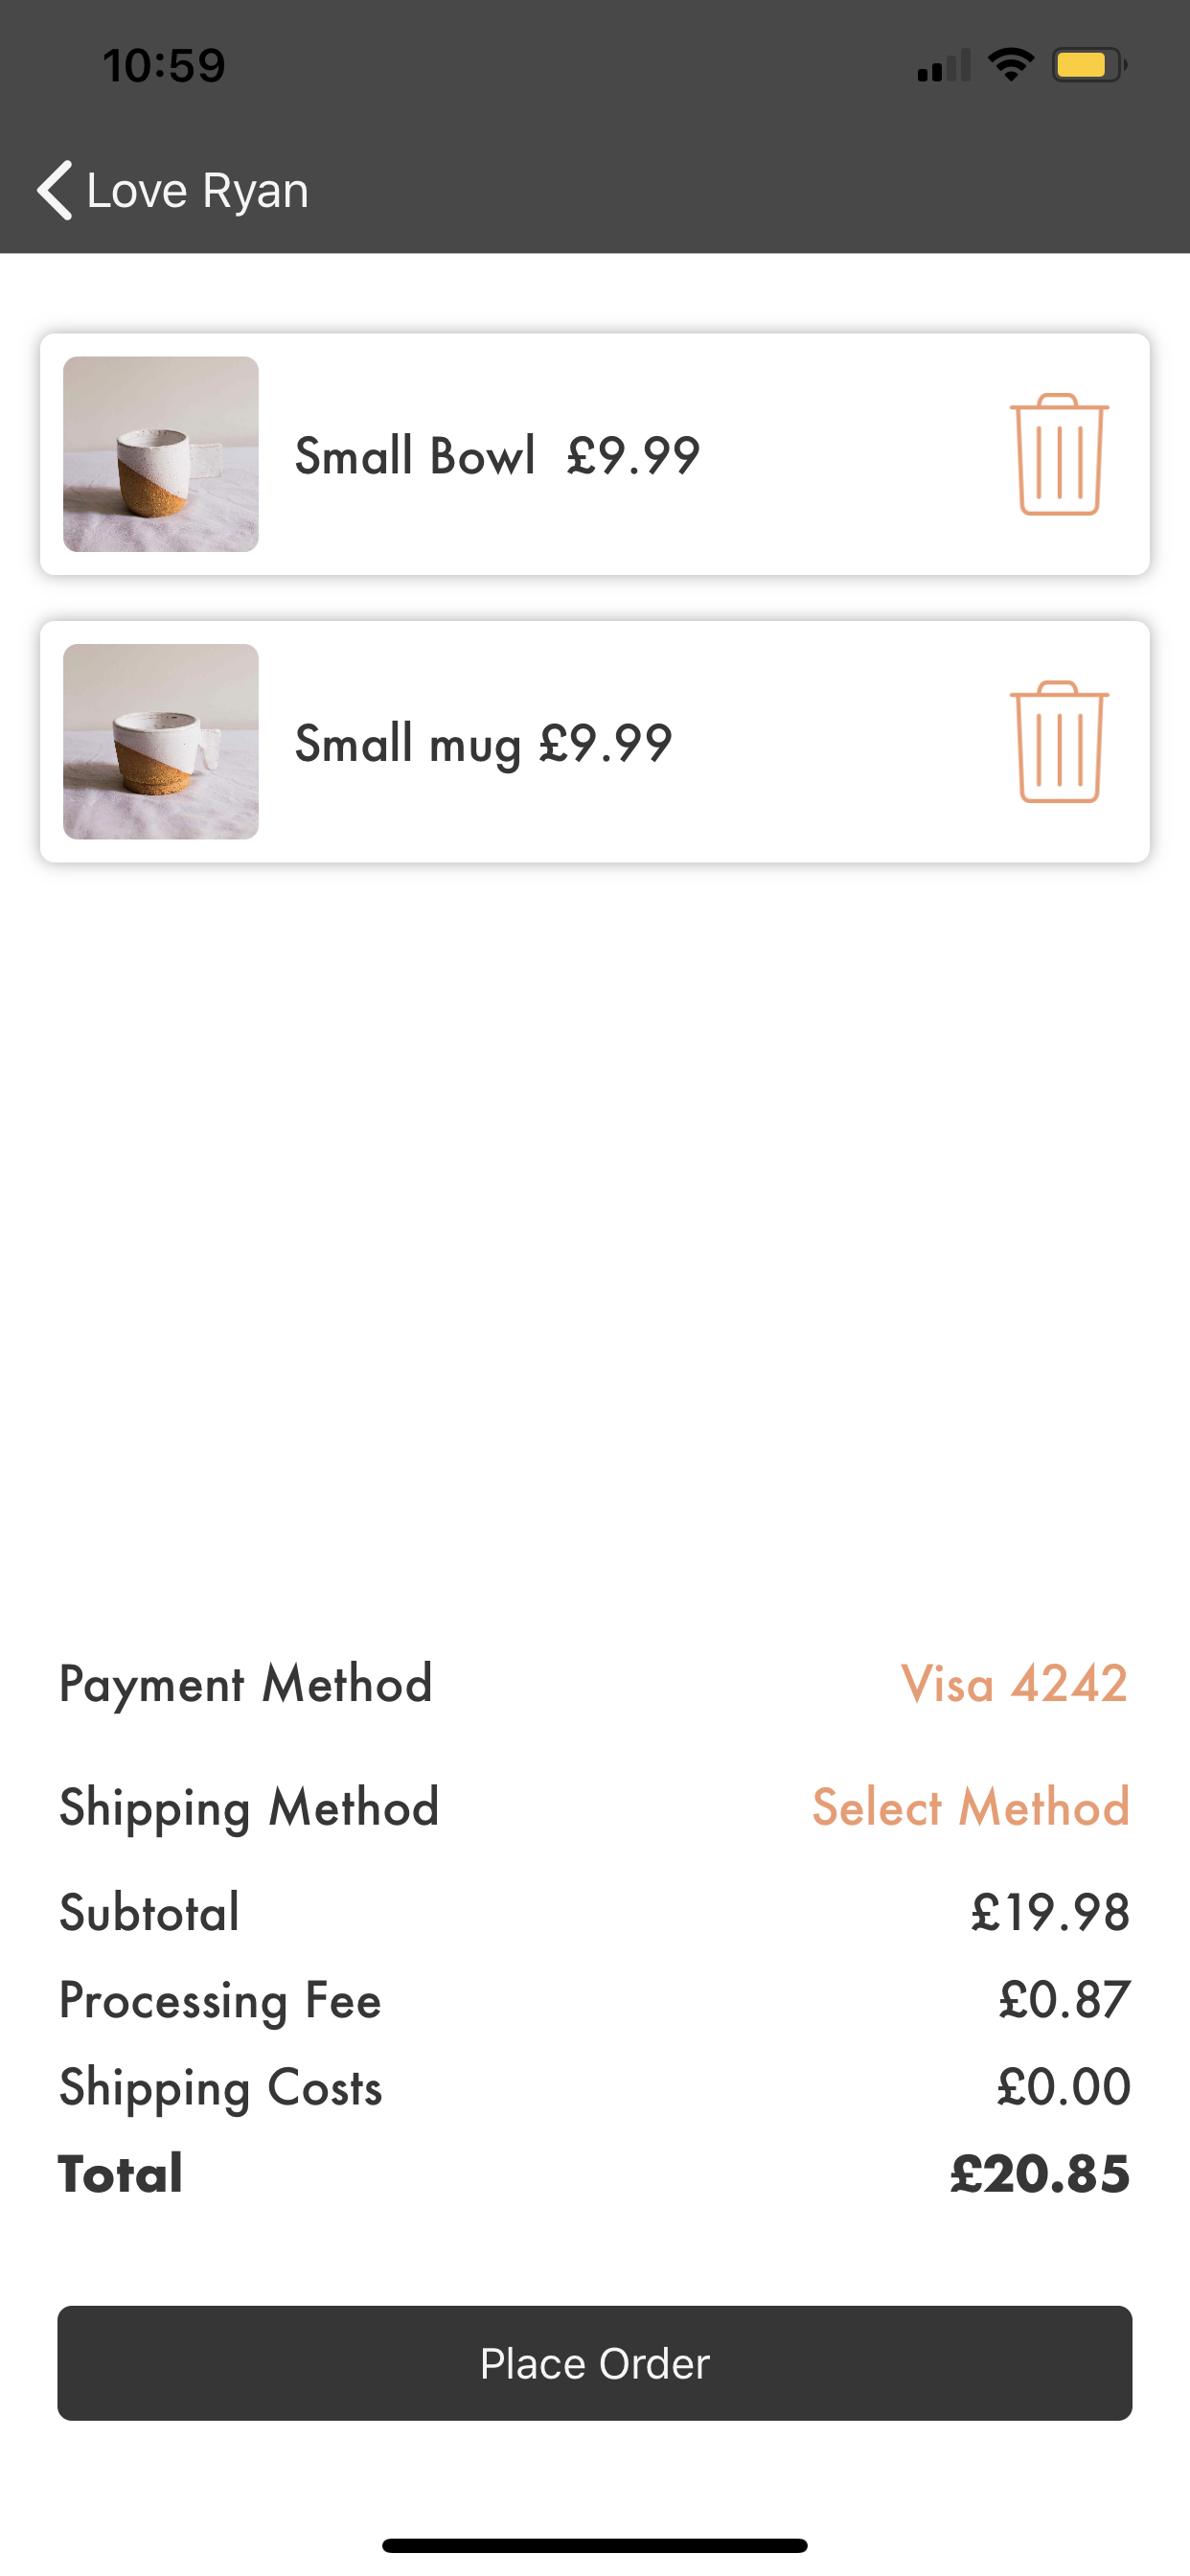 10:59
Love Ryan
Small Bowl  £9.99
Small mug £9.99
Payment Method Visa 4242
Shipping Method Select Method
Subtotal £19.98
Processing Fee £0.87
Shipping Costs £0.00
Total £20.85
Place Order